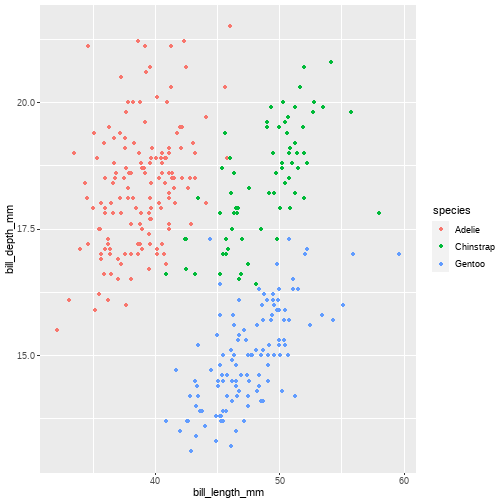 20.0
17.5
15.0
40
50
60
bill_length_mm
bill_depth_mm
species
Adelie
Chinstrap
Gentoo